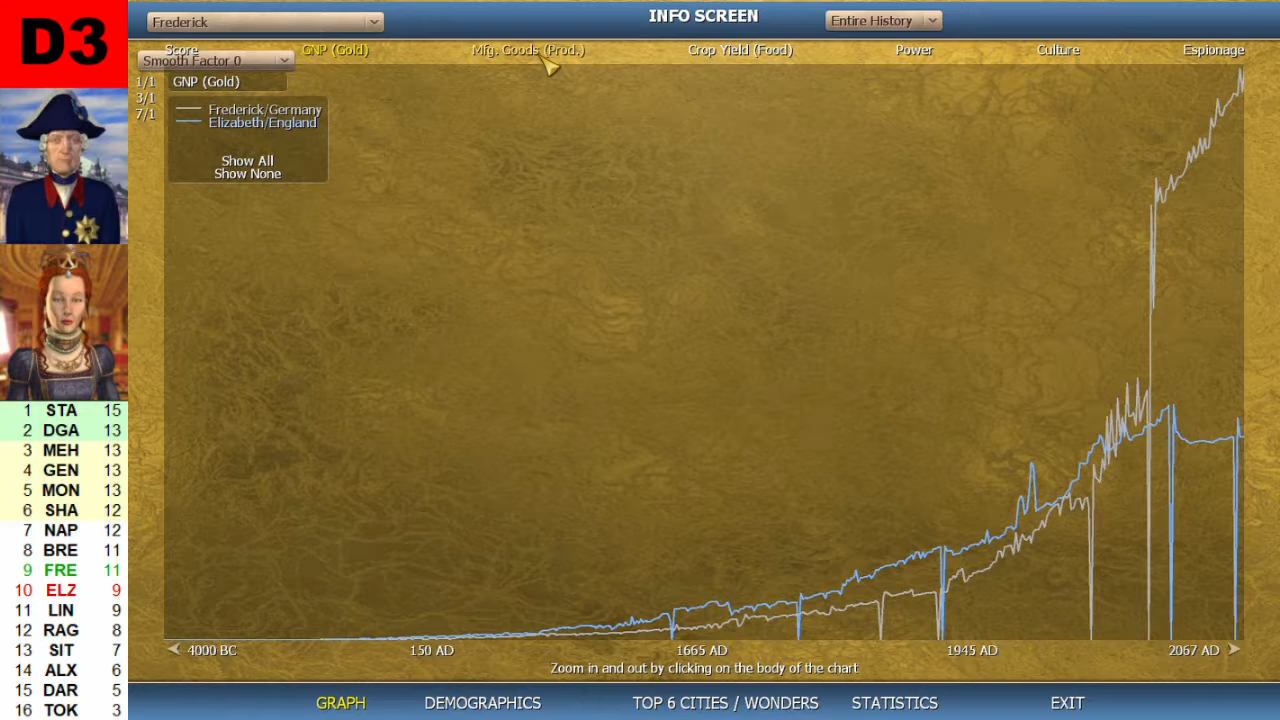 D3
Frederick
INFO SCREEN
Entire History
Score GNP (Gold) Mfg. Goods (Prod.) Crop Yield (Food) Power Culture Espionage
Smooth Factor 0
1/1 GNP (Gold)
3/1
7/1
Frederick/Germany
Elizabeth/England
Show All
Show None
1 STA 15
2 DGA 13
3 MEH 13
4 GEN 13
5 MON 13
6 SHA 12
7 NAP 12
8 BRE 11
9 FRE 11
10 ELZ 9
11 LIN 9
12 RAG 8
13 SIT 7
14 ALX 6
15 DAR 5
16 TOK 3
4000 BC 150 AD 1665 AD 1945 AD 2067 AD
Zoom in and out by clicking on the body of the chart
GRAPH DEMOGRAPHICS TOP 6 CITIES / WONDERS STATISTICS EXIT